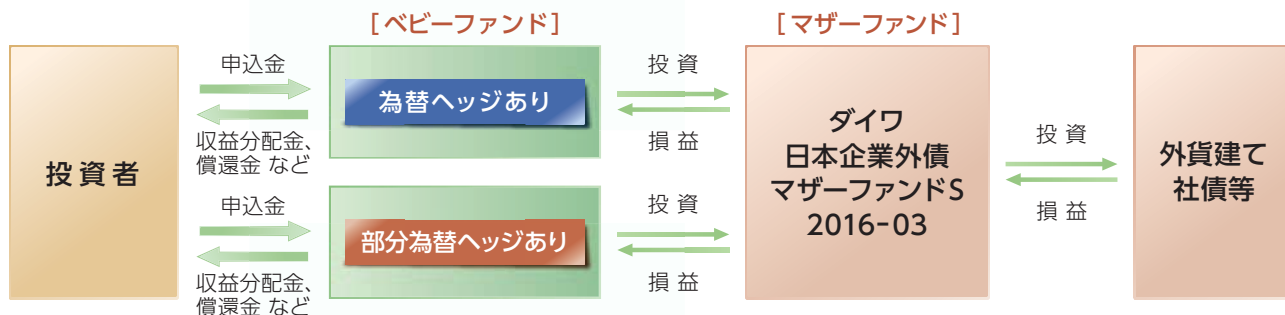 [ベビーファンド]
[マザーファンド]
投資者
申込金
収益分配金、
償還金 など
為替ヘッジあり
投 資
損 益
申込金
収益分配金、
償還金 など
部分為替ヘッジあり
投 資
損 益
ダイワ
日本企業外債
マザーファンドS
2016-03
投 資
損 益
外貨建て
社債等